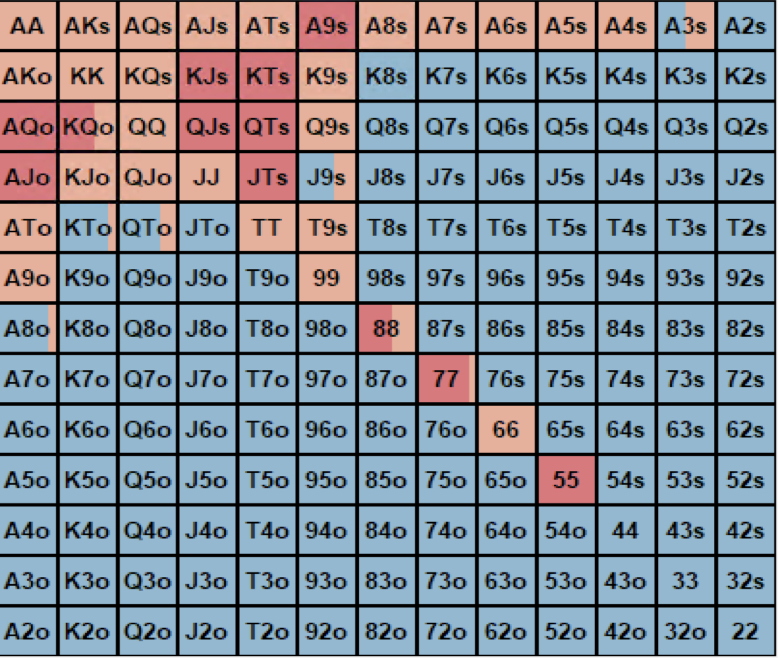 AA AKs AQs AJs ATs A9s A8s A7s A6s A5s A4s A3s A2s
AKo KK KQs KJs KTs K9s K8s K7s K6s K5s K4s K3s K2s
AQo KQo QQ QJs QTs Q9s Q8s Q7s Q6s Q5s Q4s Q3s Q2s
AJo KJo QJo JJ JTs J9s J8s J7s J6s J5s J4s J3s J2s
ATo KTo QTo JTo TT T9s T8s T7s T6s T5s T4s T3s T2s
A9o K9o Q9o J9o T9o 99 98s 97s 96s 95s 94s 93s 92s
A8o K8o Q8o J8o T8o 98o 88 87s 86s 85s 84s 83s 82s
A7o K7o Q7o J7o T7o 97o 87o 77 76s 75s 74s 73s 72s
A6o K6o Q6o J6o T6o 96o 86o 76o 66 65s 64s 63s 62s
A5o K5o Q5o J5o T5o 95o 85o 75o 65o 55 54s 53s 52s
A4o K4o Q4o J4o T4o 94o 84o 74o 64o 54o 44 43s 42s
A3o K3o Q3o J3o T3o 93o 83o 73o 63o 53o 43o 33 32s
A2o K2o Q2o J2o T2o 92o 82o 72o 62o 52o 42o 32o 22